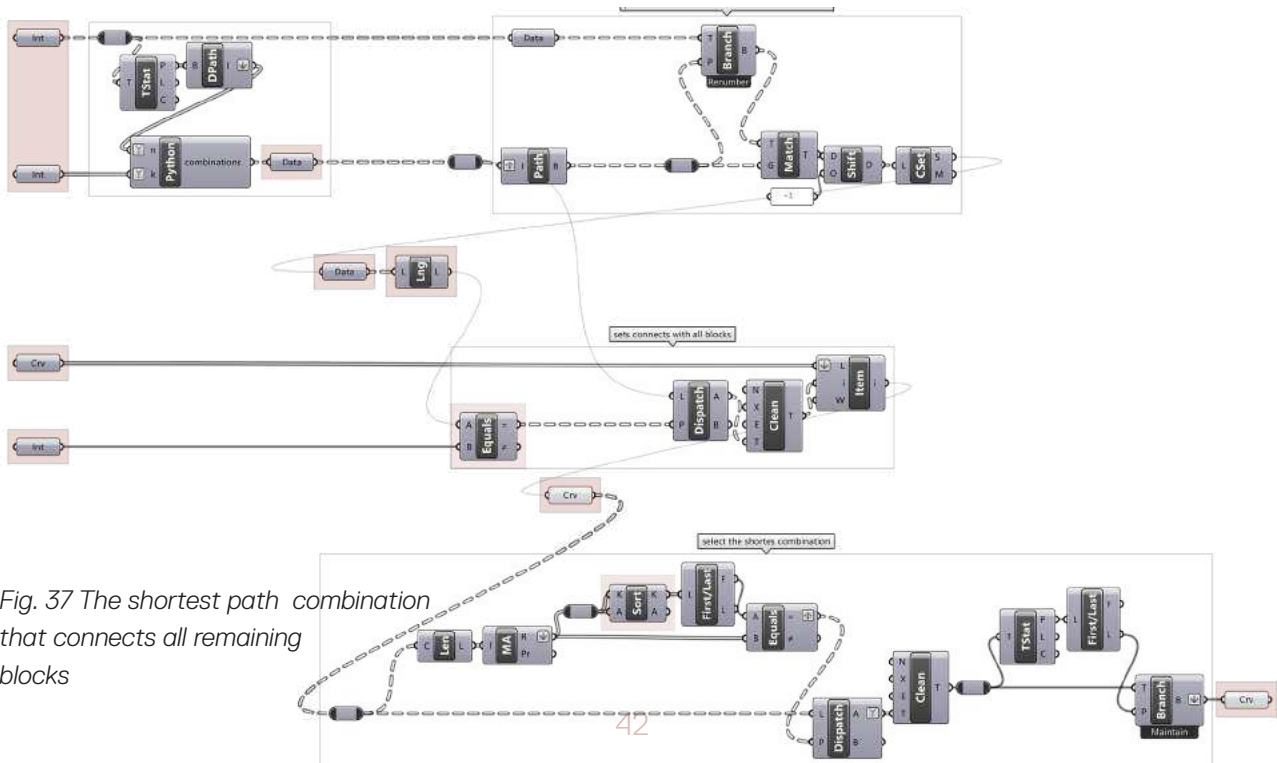 Int
Data
T
P
Branch
B
Renumber
T
TStat
P
L
C
B
DPath
I
n
k
Python
combinations
Data
Int
I
Path
B
T
G
Match
T
D
O
Shift
D
L
CSet
S
M
-1
Data
L
Lng
L
sets connects with all blocks
Crv
L
i
W
Item
i
Int
A
B
Equals
=
≠
L
P
Dispatch
A
B
N
X
E
T
Clean
T
Crv
select the shortes combination
Fig. 37 The shortest path combination
that connects all remaining
blocks
C
Len
L
I
MA
R
Pr
K
A
Sort
K
A
L
First/Last
F
L
A
B
Equals
=
≠
L
P
Dispatch
A
B
N
X
E
T
Clean
T
T
TStat
P
L
C
L
First/Last
F
L
T
P
Branch
B
Maintain
Crv
42